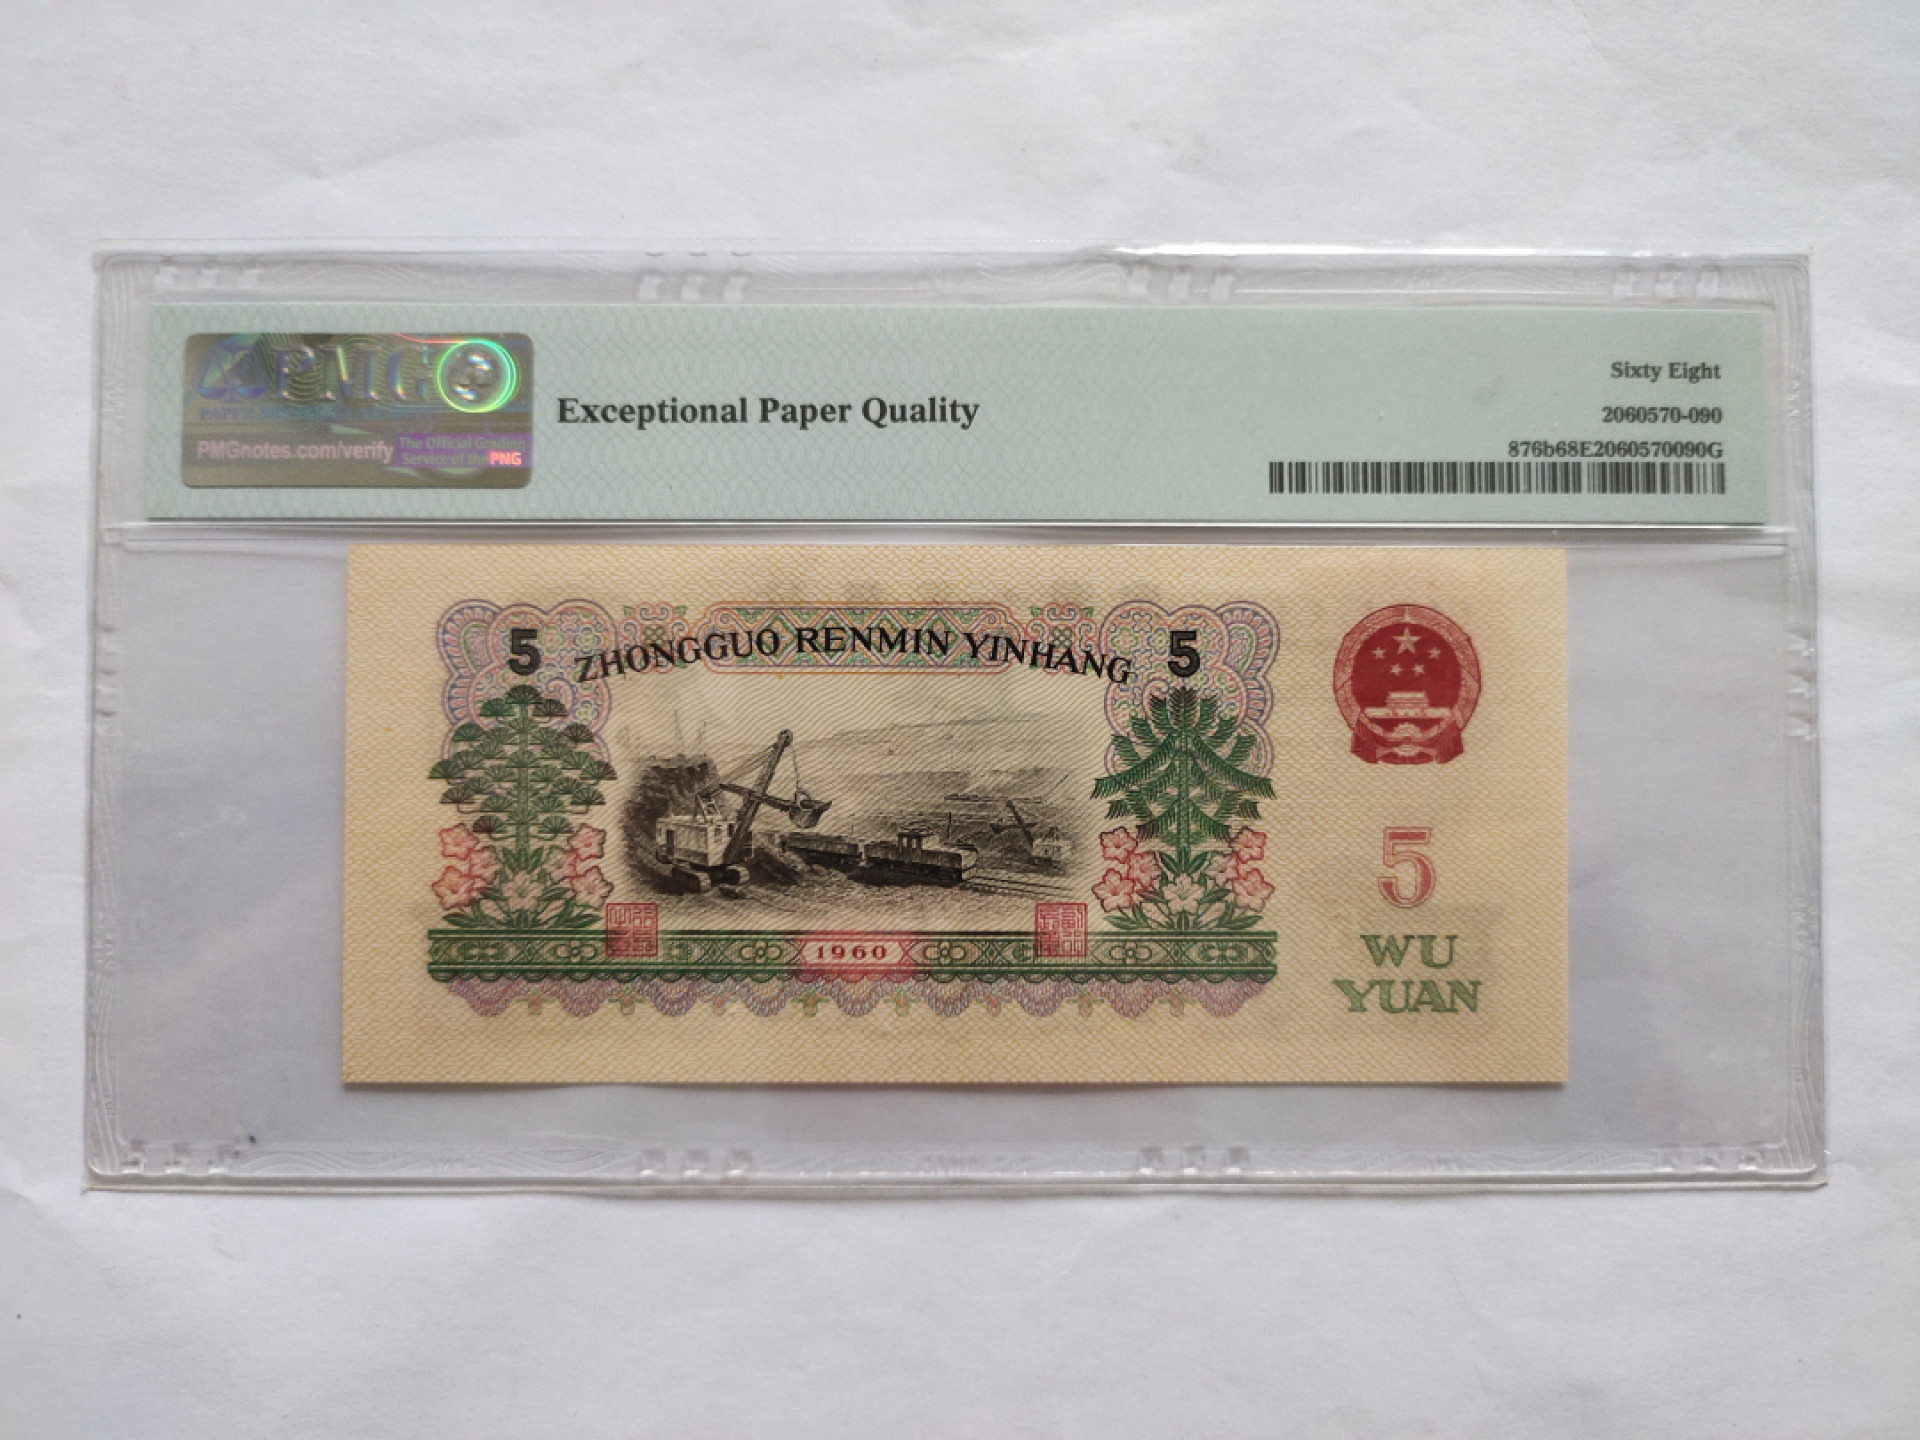 PMG
PMGnotes.com/verify
The Official Grading
Service of the PNG
Exceptional Paper Quality
Sixty Eight
2060570-090
876b68E2060570090G
5 ZHONGGUO RENMIN YINHANG 5
1960
5
WU
YUAN